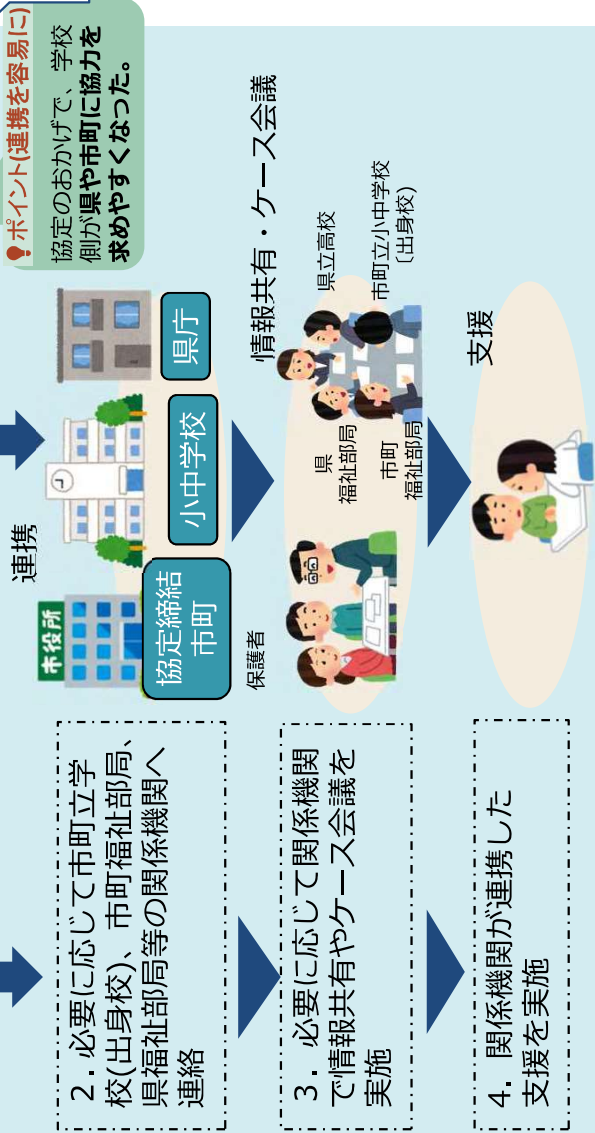 2．必要に応じて市町立学
校(出身校)、市町福祉部局、
県福祉部局等の関係機関へ
連絡
3．必要に応じて関係機関
で情報共有やケース会議を
実施
4．関係機関が連携した
支援を実施
連携
市役所
協定締結
市町
小中学校
県庁
ポイント(連携を容易に)
協定のおかげで、学校
側が県や市町に協力を
求めやすくなった。
情報共有・ケース会議
保護者
県
福祉部局
市町
福祉部局
県立高校
市町立小中学校
（出身校）
支援